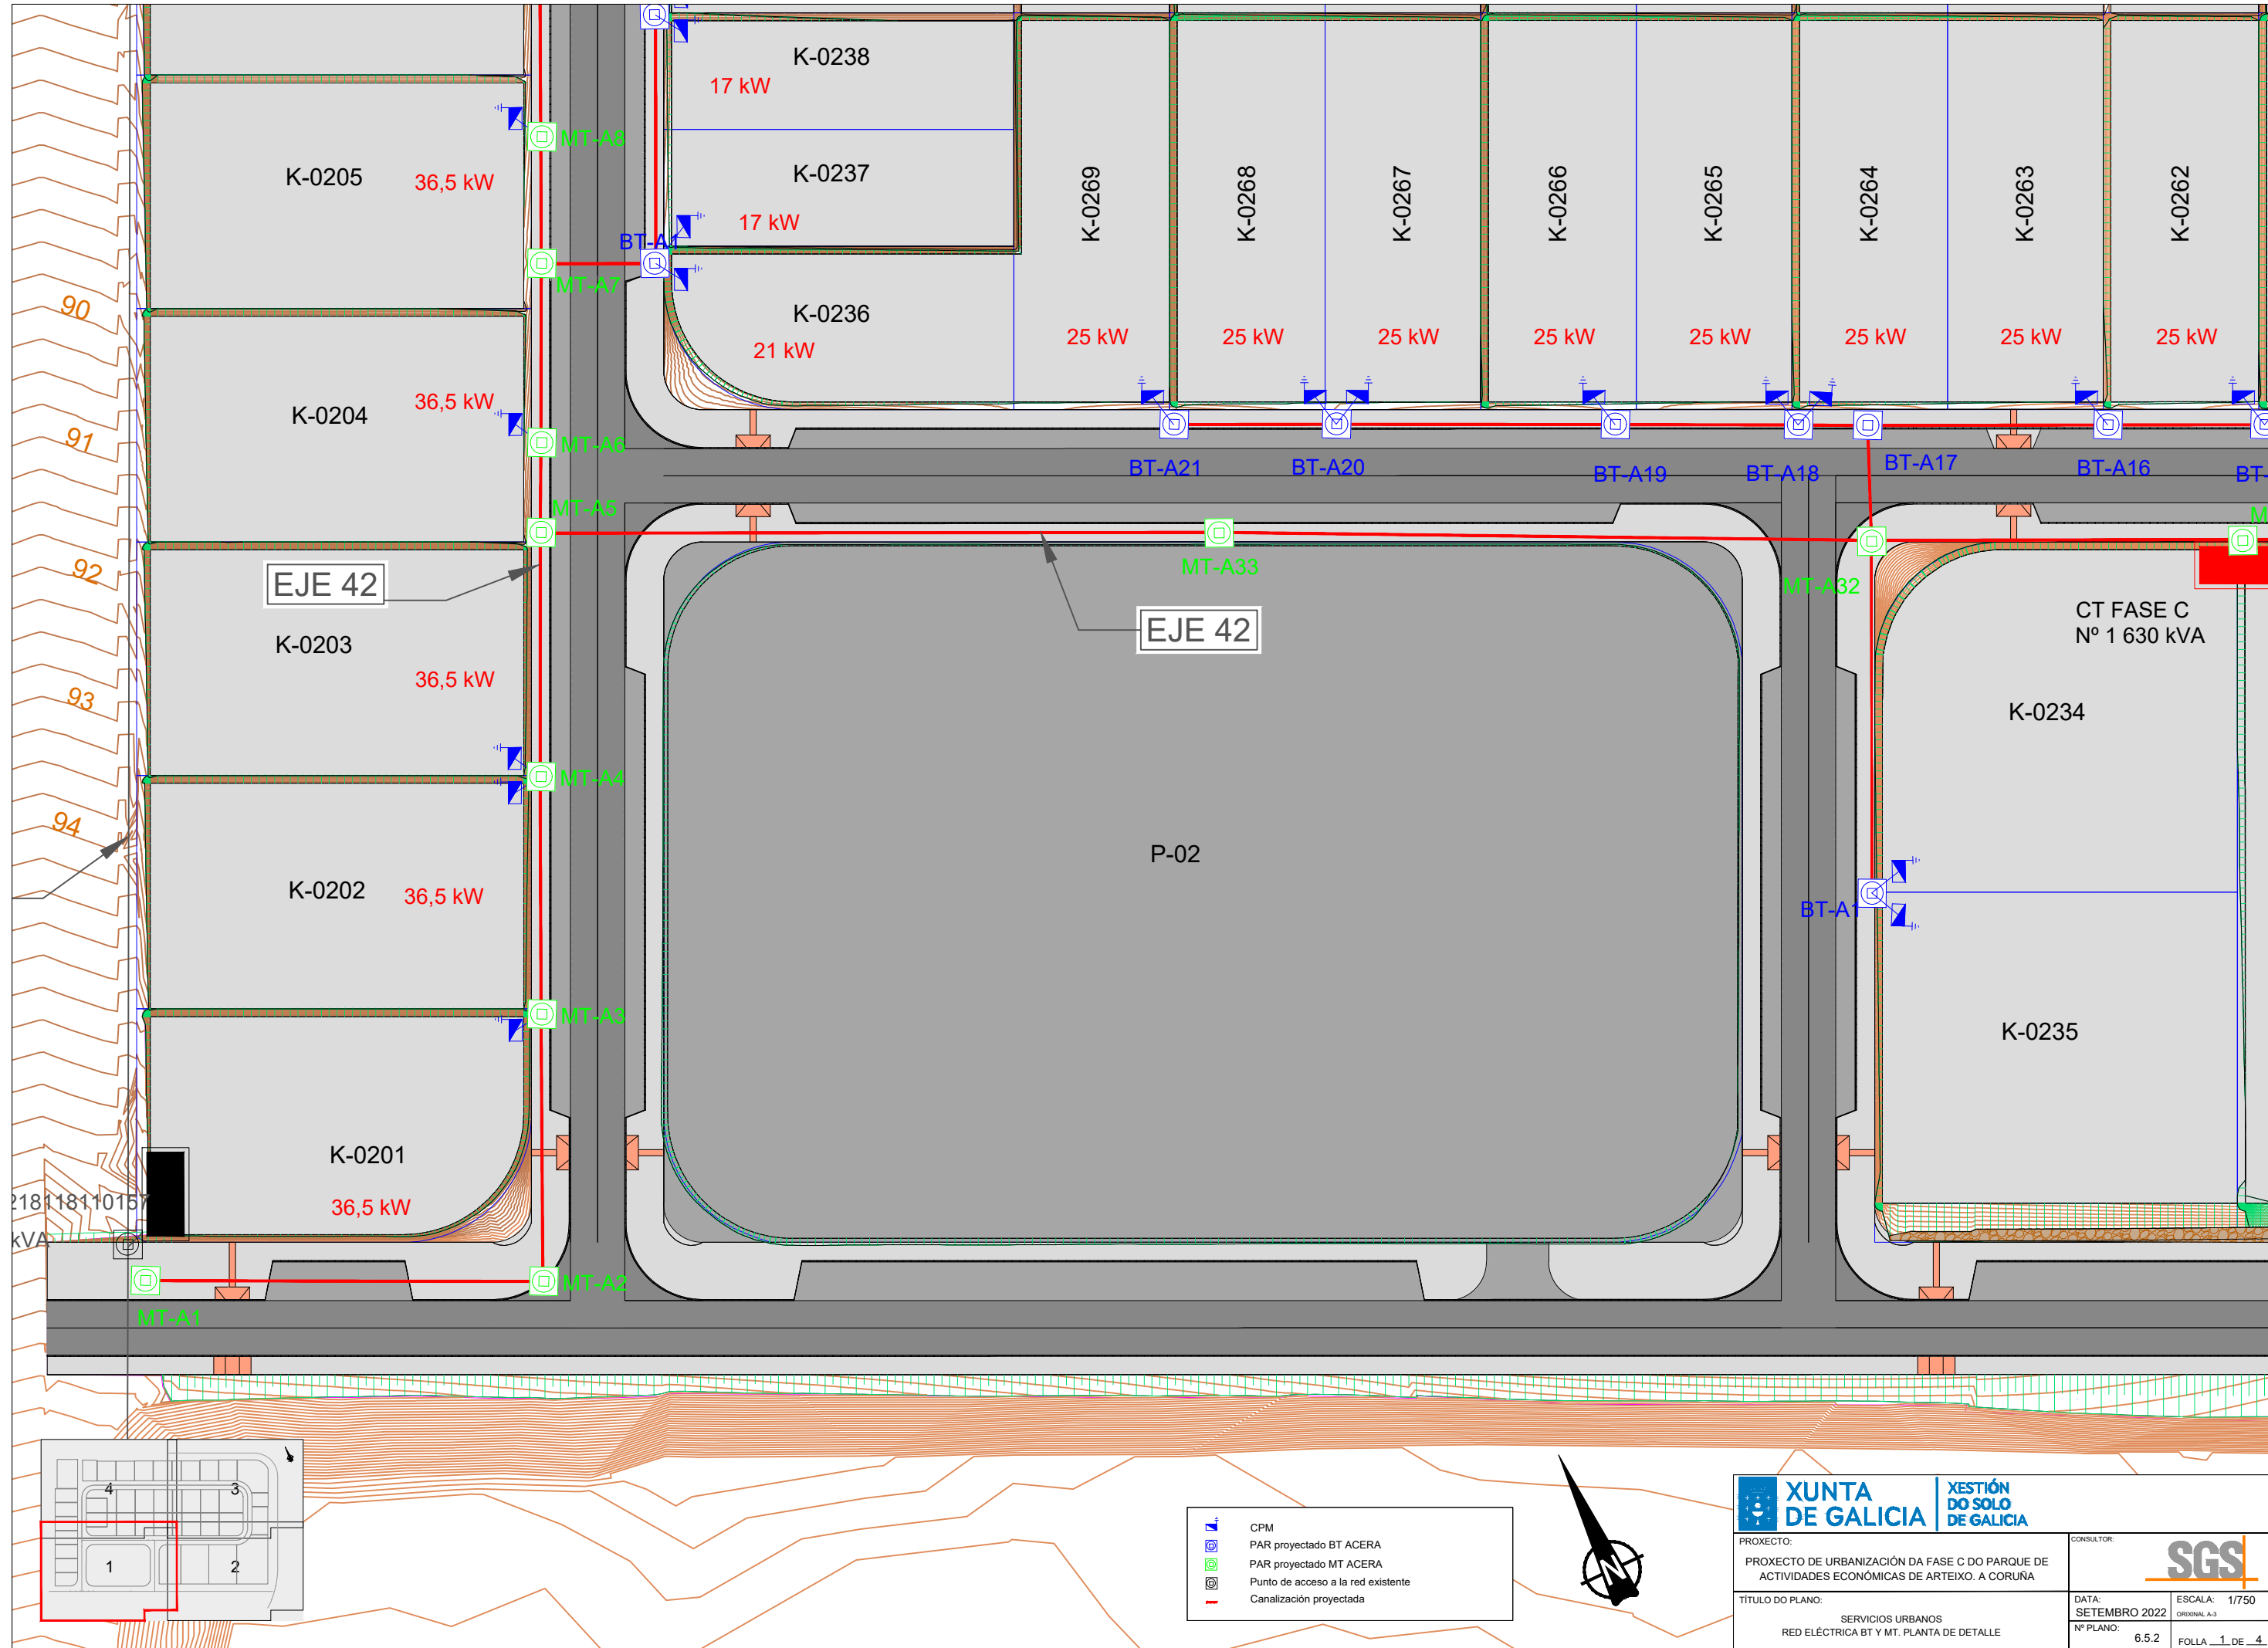 K-0238
17 kW
K-0237
17 kW
K-0236
21 kW
K-0205
36,5 kW
MT-A8
BT-A1
MT-A7
K-0269
25 kW
K-0268
25 kW
K-0267
25 kW
K-0266
25 kW
K-0265
25 kW
K-0264
25 kW
K-0263
25 kW
K-0262
25 kW
90
91
92
93
94
K-0204
36,5 kW
MT-A6
MT-A5
BT-A21
BT-A20
BT-A19
BT-A18
BT-A17
BT-A16
BT-
M
EJE 42
K-0203
36,5 kW
MT-A33
EJE 42
MT-A32
CT FASE C
Nº 1 630 kVA
K-0234
MT-A4
K-0202
36,5 kW
P-02
BT-A1
MT-A3
K-0235
K-0201
36,5 kW
218118110157
kVA
MT-A1
MT-A2
4
3
1
2
CPM
PAR proyectado BT ACERA
PAR proyectado MT ACERA
Punto de acceso a la red existente
Canalización proyectada
XUNTA
DE GALICIA
XESTIÓN
DO SOLO
DE GALICIA
PROXECTO:
PROXECTO DE URBANIZACIÓN DA FASE C DO PARQUE DE
ACTIVIDADES ECONÓMICAS DE ARTEIXO. A CORUÑA
CONSULTOR:
SGS
TÍTULO DO PLANO:
SERVICIOS URBANOS
RED ELÉCTRICA BT Y MT. PLANTA DE DETALLE
DATA:
SETEMBRO 2022
ESCALA: 1/750
ORIXINAL A-3
Nº PLANO:
6.5.2
FOLLA 1 DE 4